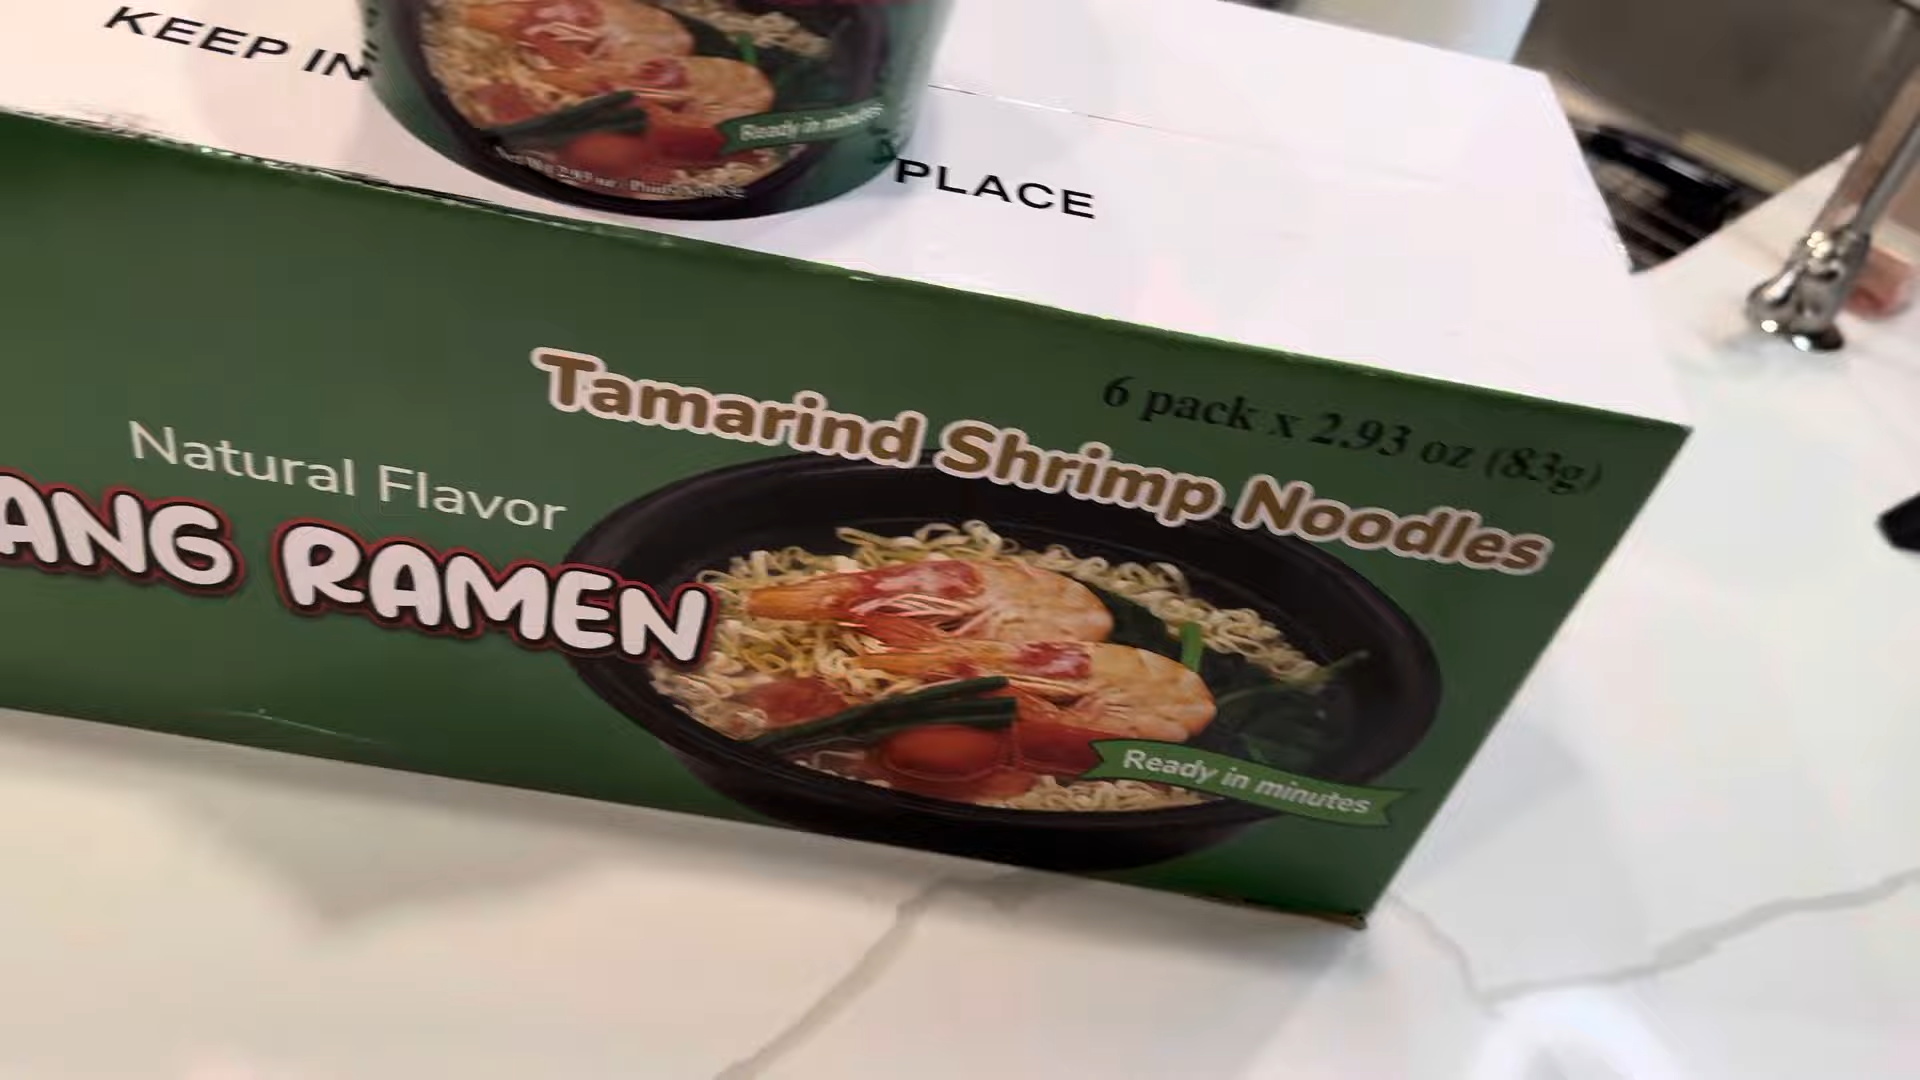 KEEP IN
PLACE
Ready in minutes
6 pack x 2.93 oz (83g)
Tamarind Shrimp Noodles
Natural Flavor
ANG RAMEN
Ready in minutes